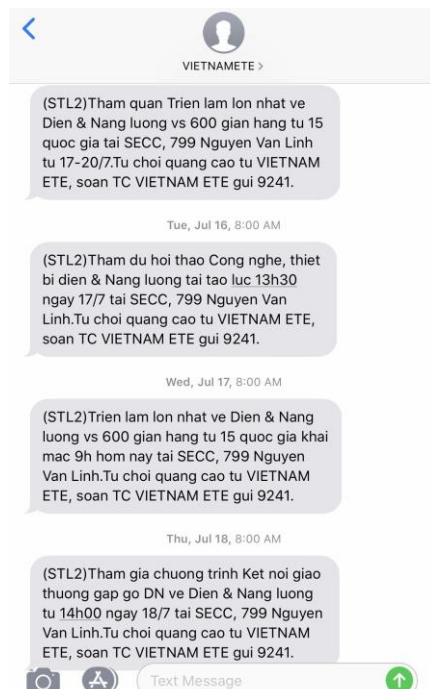 VIETNAMETE >
(STL2)Tham quan Trien lam lon nhat ve
Dien & Nang luong vs 600 gian hang tu 15
quoc gia tai SECC, 799 Nguyen Van Linh
tu 17-20/7.Tu choi quang cao tu VIETNAM
ETE, soan TC VIETNAM ETE gui 9241.
Tue, Jul 16, 8:00 AM
(STL2)Tham du hoi thao Cong nghe, thiet
bi dien & Nang luong tai tao luc 13h30
ngay 17/7 tai SECC, 799 Nguyen Van
Linh.Tu choi quang cao tu VIETNAM ETE,
soan TC VIETNAM ETE gui 9241.
Wed, Jul 17, 8:00 AM
(STL2)Trien lam lon nhat ve Dien & Nang
luong vs 600 gian hang tu 15 quoc gia khai
mac 9h hom nay tai SECC, 799 Nguyen
Van Linh.Tu choi quang cao tu VIETNAM
ETE, soan TC VIETNAM ETE gui 9241.
Thu, Jul 18, 8:00 AM
(STL2)Tham gia chuong trinh Ket noi giao
thuong gap go DN ve Dien & Nang luong
tu 14h00 ngay 18/7 tai SECC, 799 Nguyen
Van Linh.Tu choi quang cao tu VIETNAM
ETE, soan TC VIETNAM ETE gui 9241.
Text Message